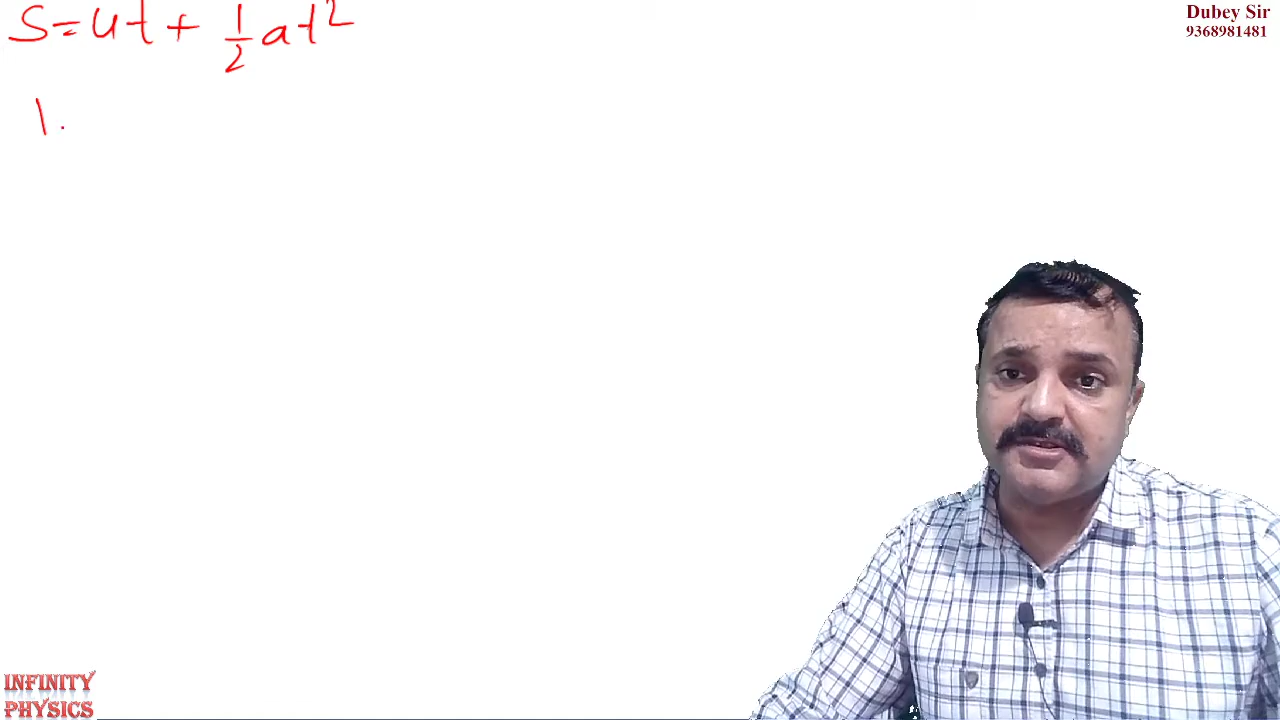 S=ut + 1/2 at²
1.
Dubey Sir
9368981481
INFINITY
PHYSICS